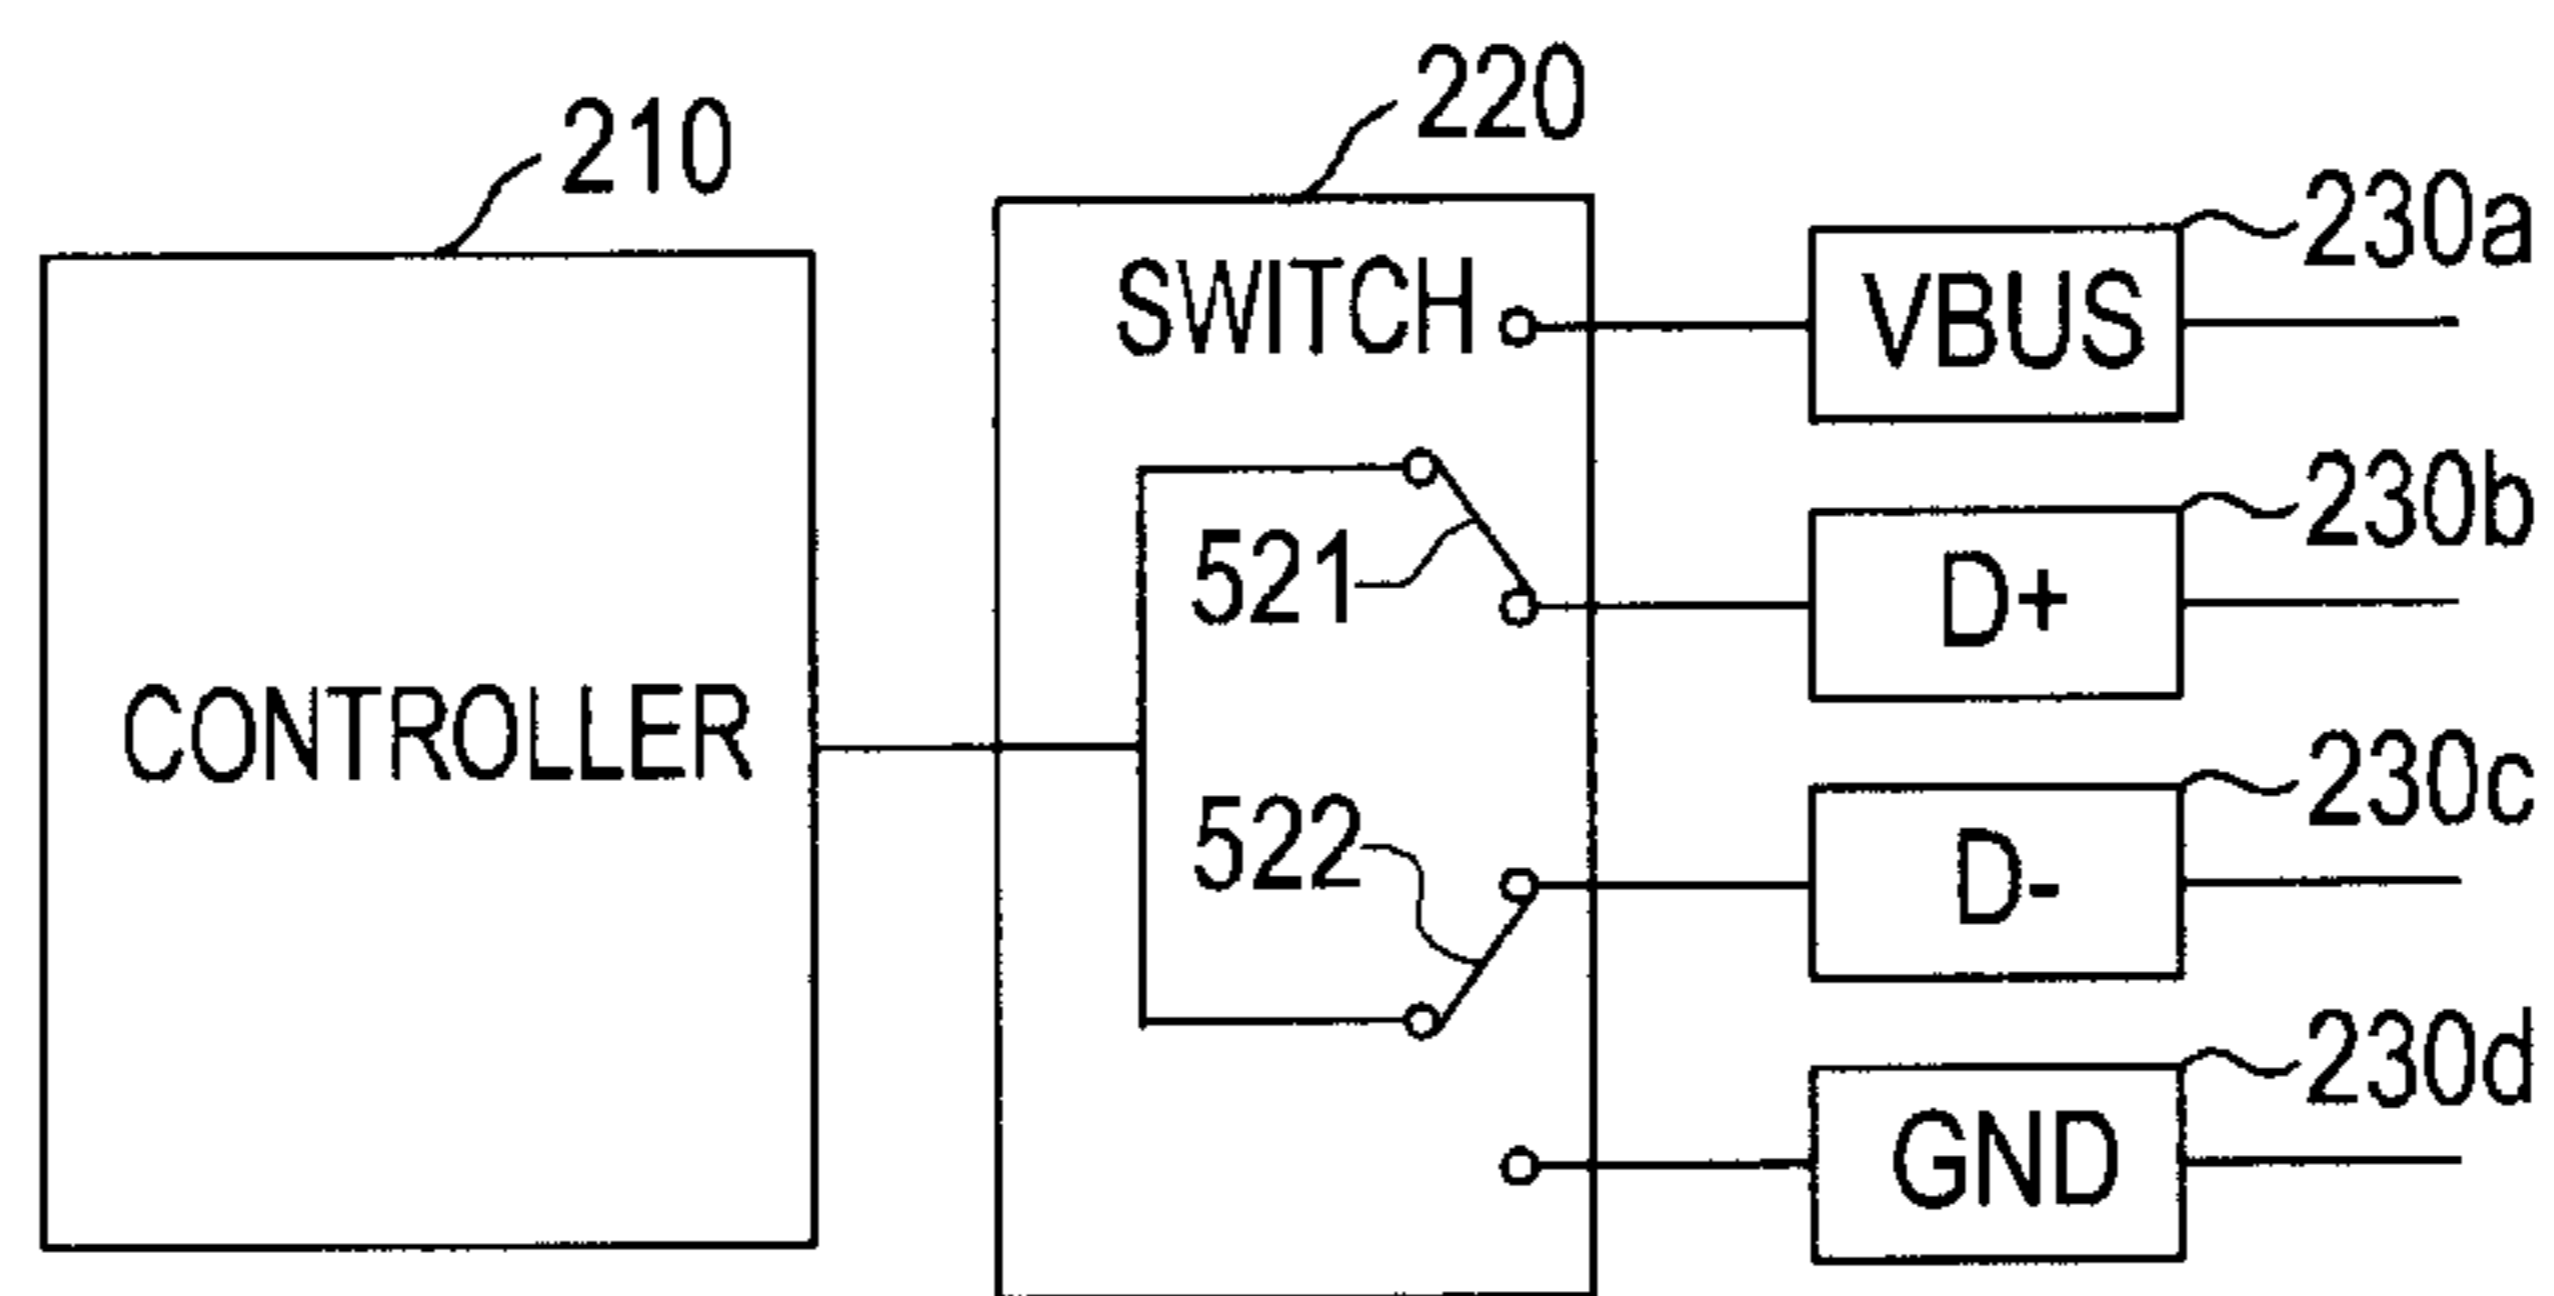 210
220
230a
SWITCH
VBUS
230b
521
D+
CONTROLLER
230c
522
D-
230d
GND